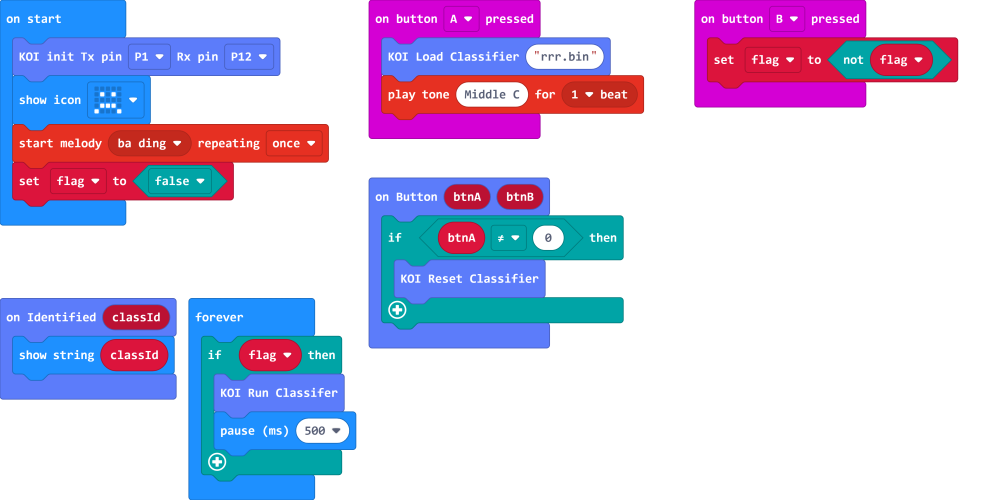 on start
KOI init Tx pin P1 Rx pin P12
show icon
start melody ba ding repeating once
set flag to false
on button A pressed
KOI Load Classifier "rrr.bin"
play tone Middle C for 1 beat
on button B pressed
set flag to not flag
on Button btnA btnB
if btnA ≠ 0 then
KOI Reset Classifier
on Identified classId
show string classId
forever
if flag then
KOI Run Classifer
pause (ms) 500